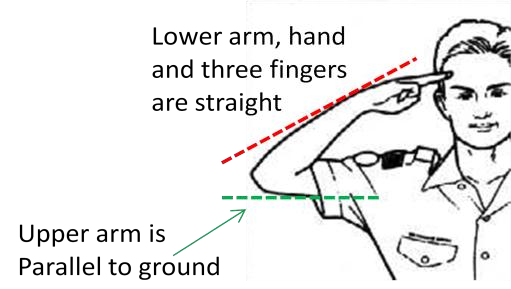 Lower arm, hand
and three fingers
are straight
Upper arm is
Parallel to ground